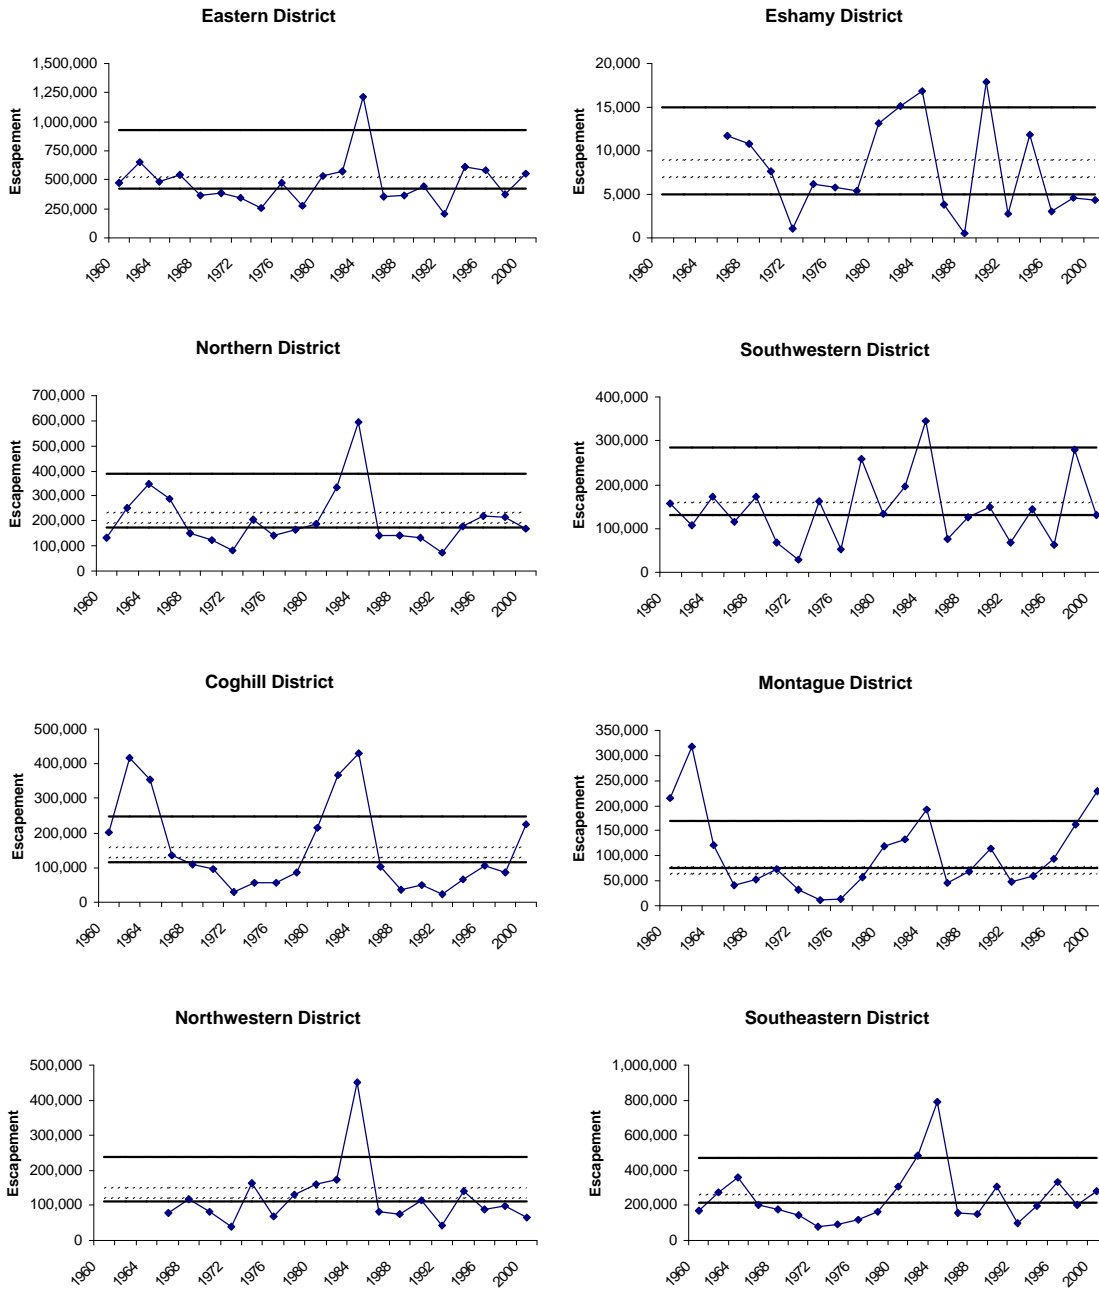 Eastern District
Escapement
1,500,000
1,250,000
1,000,000
750,000
500,000
250,000
0
1960 1964 1968 1972 1976 1980 1984 1988 1992 1996 2000
Eshamy District
Escapement
20,000
15,000
10,000
5,000
0
1960 1964 1968 1972 1976 1980 1984 1988 1992 1996 2000
Northern District
Escapement
700,000
600,000
500,000
400,000
300,000
200,000
100,000
0
1960 1964 1968 1972 1976 1980 1984 1988 1992 1996 2000
Southwestern District
Escapement
400,000
300,000
200,000
100,000
0
1960 1964 1968 1972 1976 1980 1984 1988 1992 1996 2000
Coghill District
Escapement
500,000
400,000
300,000
200,000
100,000
0
1960 1964 1968 1972 1976 1980 1984 1988 1992 1996 2000
Montague District
Escapement
350,000
300,000
250,000
200,000
150,000
100,000
50,000
0
1960 1964 1968 1972 1976 1980 1984 1988 1992 1996 2000
Northwestern District
Escapement
500,000
400,000
300,000
200,000
100,000
0
1960 1964 1968 1972 1976 1980 1984 1988 1992 1996 2000
Southeastern District
Escapement
1,000,000
800,000
600,000
400,000
200,000
0
1960 1964 1968 1972 1976 1980 1984 1988 1992 1996 2000